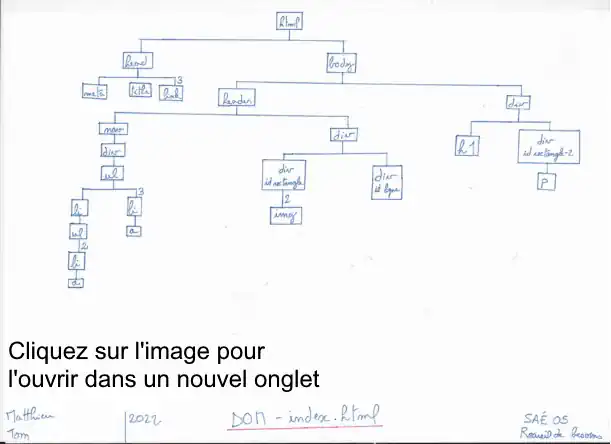 html
head
body
meta
title
3
link
header
div
nav
div
h1
div
id rectangle-2
div
ul
div
id rectangle
div
id ligne
p
3
2
li
li
img
ul
a
2
li
a
Cliquez sur l'image pour
l'ouvrir dans un nouvel onglet
Matthieu
Tom
2022
DOM - index.html
SAÉ 05
Recueil de besoins